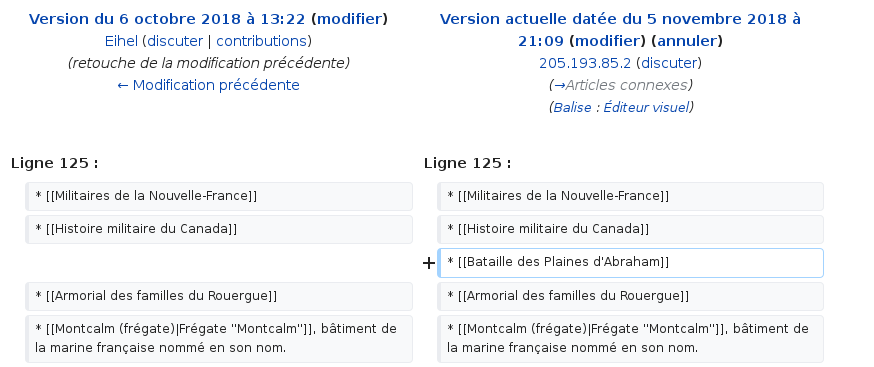 Version du 6 octobre 2018 à 13:22 (modifier)
Eihel (discuter | contributions)
(retouche de la modification précédente)
← Modification précédente
Version actuelle datée du 5 novembre 2018 à
21:09 (modifier) (annuler)
205.193.85.2 (discuter)
(→Articles connexes)
(Balise : Éditeur visuel)
Ligne 125 :
* [[Militaires de la Nouvelle-France]]
* [[Histoire militaire du Canada]]
* [[Armorial des familles du Rouergue]]
* [[Montcalm (frégate)|Frégate "Montcalm"]], bâtiment de
la marine française nommé en son nom.
Ligne 125 :
* [[Militaires de la Nouvelle-France]]
* [[Histoire militaire du Canada]]
+ * [[Bataille des Plaines d'Abraham]]
* [[Armorial des familles du Rouergue]]
* [[Montcalm (frégate)|Frégate "Montcalm"]], bâtiment de
la marine française nommé en son nom.